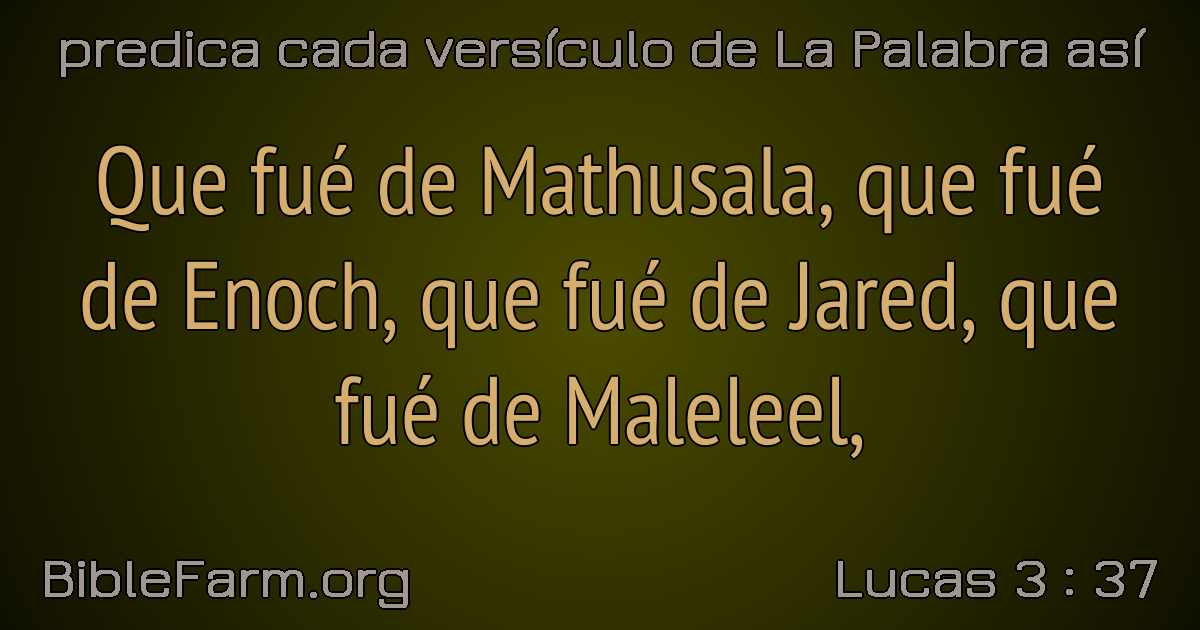 predica cada versículo de La Palabra así
Que fué de Mathusala, que fué
de Enoch, que fué de Jared, que
fué de Maleleel,
BibleFarm.org
Lucas 3 : 37